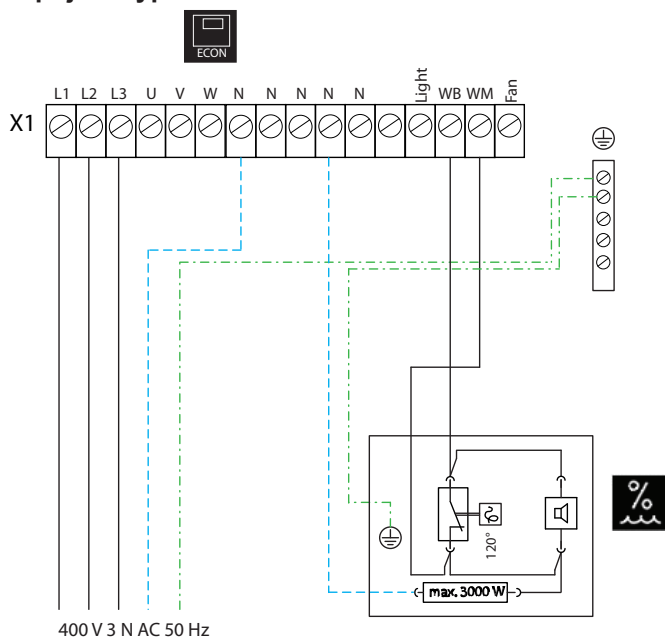 ECON
L1 L2 L3 U V W N N N N N Light WB WM Fan
X1
120°
max. 3000 W
%
400 V 3 N AC 50 Hz